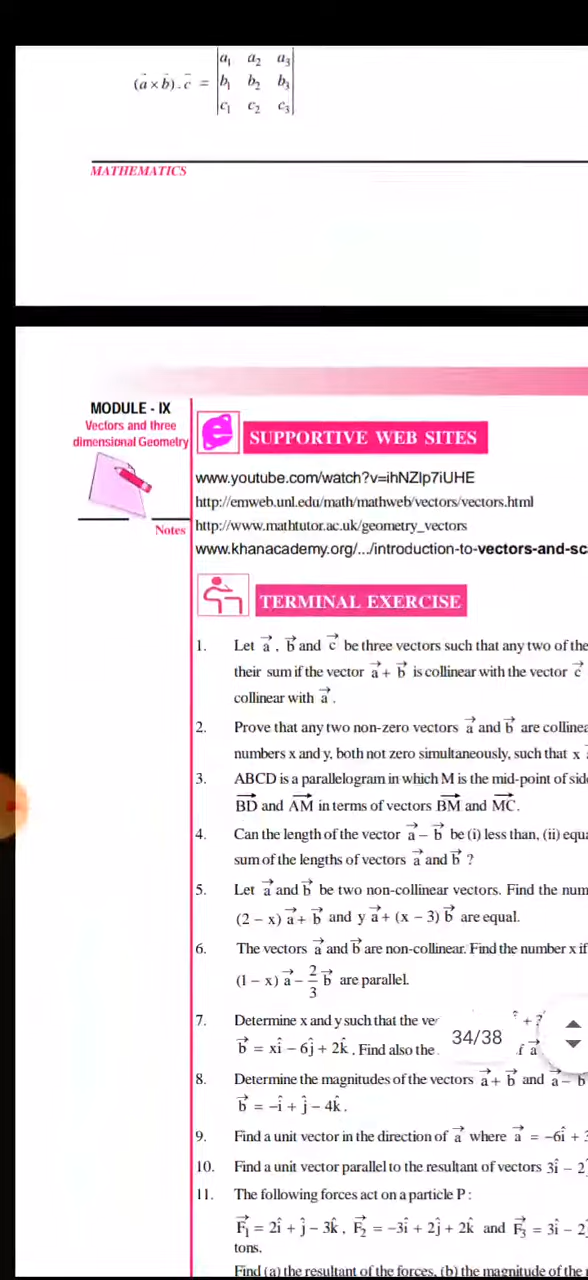 (a⃗ × b⃗) . c⃗ = | a₁ a₂ a₃ |
| b₁ b₂ b₃ |
| c₁ c₂ c₃ |
MATHEMATICS
MODULE - IX
Vectors and three
dimensional Geometry
Notes
SUPPORTIVE WEB SITES
www.youtube.com/watch?v=ihNZlp7iUHE
http://emweb.unl.edu/math/mathweb/vectors/vectors.html
http://www.mathtutor.ac.uk/geometry_vectors
www.khanacademy.org/.../introduction-to-vectors-and-sc
TERMINAL EXERCISE
1. Let a⃗ , b⃗ and c⃗ be three vectors such that any two of the
their sum if the vector a⃗ + b⃗ is collinear with the vector c⃗
collinear with a⃗ .
2. Prove that any two non-zero vectors a⃗ and b⃗ are collinea
numbers x and y, both not zero simultaneously, such that x
3. ABCD is a parallelogram in which M is the mid-point of side
BD⃗ and AM⃗ in terms of vectors BM⃗ and MC⃗.
4. Can the length of the vector a⃗ − b⃗ be (i) less than, (ii) equa
sum of the lengths of vectors a⃗ and b⃗ ?
5. Let a⃗ and b⃗ be two non-collinear vectors. Find the num
(2 − x) a⃗ + b⃗ and y a⃗ + (x − 3) b⃗ are equal.
6. The vectors a⃗ and b⃗ are non-collinear. Find the number x if
(1 − x) a⃗ − 2/3 b⃗ are parallel.
7. Determine x and y such that the
b⃗ = xî − 6ĵ + 2k̂ . Find also the
34/38
8. Determine the magnitudes of the vectors a⃗ + b⃗ and a⃗ − b
b⃗ = −î + ĵ − 4k̂ .
9. Find a unit vector in the direction of a⃗ where a⃗ = −6î + 3
10. Find a unit vector parallel to the resultant of vectors 3î − 2
11. The following forces act on a particle P :
F₁⃗ = 2î + ĵ − 3k̂ , F₂⃗ = −3î + 2ĵ + 2k̂ and F₃⃗ = 3î − 2
tons.
Find (a) the resultant of the forces, (b) the magnitude of the